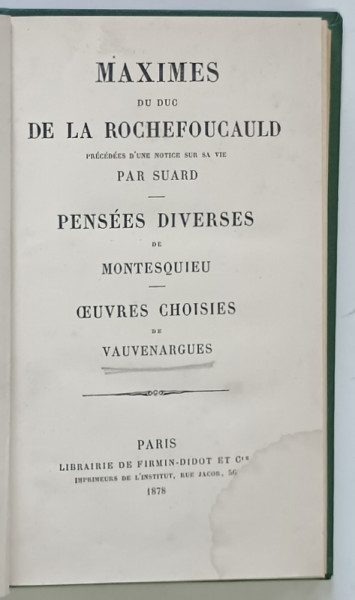 MAXIMES
DU DUC
DE LA ROCHEFOUCAULD
PRÉCÉDÉES D'UNE NOTICE SUR SA VIE
PAR SUARD
PENSÉES DIVERSES
DE
MONTESQUIEU
ŒUVRES CHOISIES
DE
VAUVENARGUES
PARIS
LIBRAIRIE DE FIRMIN-DIDOT ET Cie
IMPRIMEURS DE L'INSTITUT, RUE JACOB, 56
1878